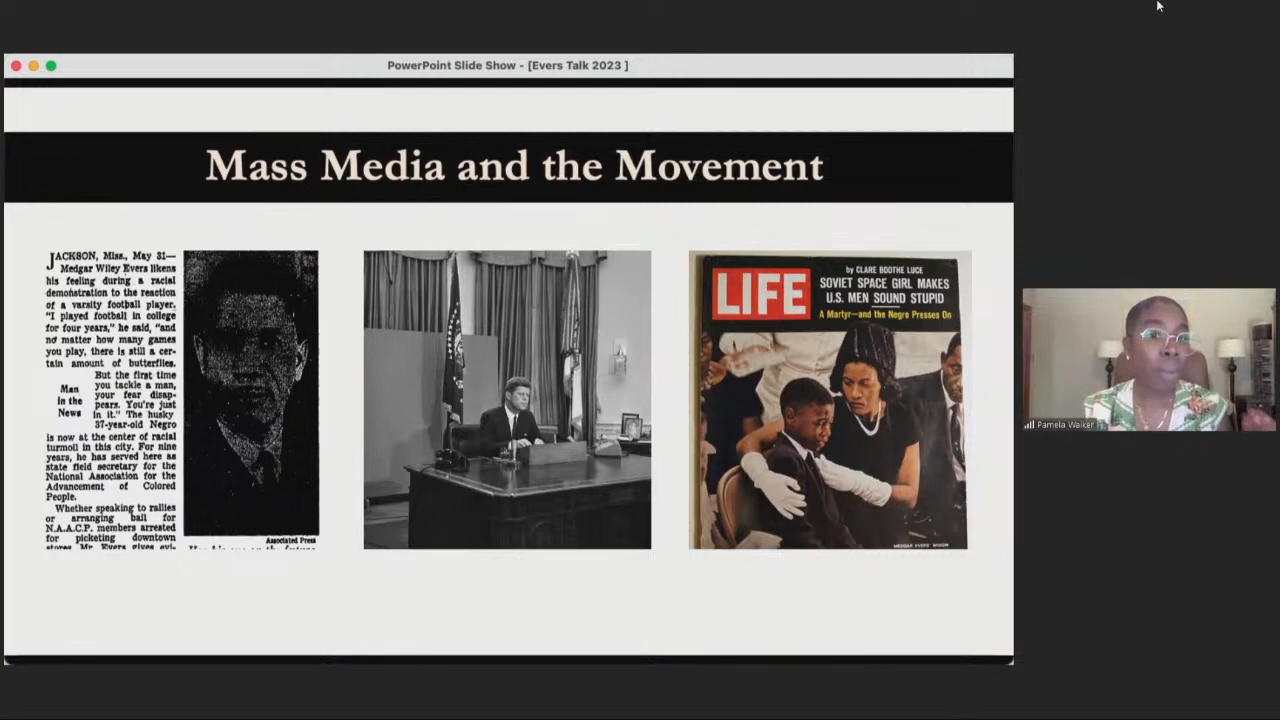 PowerPoint Slide Show - [Evers Talk 2023 ]
Mass Media and the Movement
JACKSON, Miss., May 31—
Medgar Wiley Evers likens
his feeling during a racial
demonstration to the reaction
of a varsity football player.
“I played football in college
for four years,” he said, “and
no matter how many games
you play, there is still a cer-
tain amount of butterflies.
But the first time
you tackle a man,
your fear disap-
pears. You're just
in it.” The husky
37-year-old Negro
Man
in the
News
is now at the center of racial
turmoil in this city. For nine
years, he has served here as
state field secretary for the
National Association for the
Advancement of Colored
People.
Whether speaking to rallies
or arranging bail for
N.A.A.C.P. members arrested
for picketing downtown
stores, Mr. Evers gives evi-
Associated Press
LIFE
by CLARE BOOTHE LUCE
SOVIET SPACE GIRL MAKES
U.S. MEN SOUND STUPID
A Martyr—and the Negro Presses On
MEDGAR EVERS' WIDOW
Pamela Walker